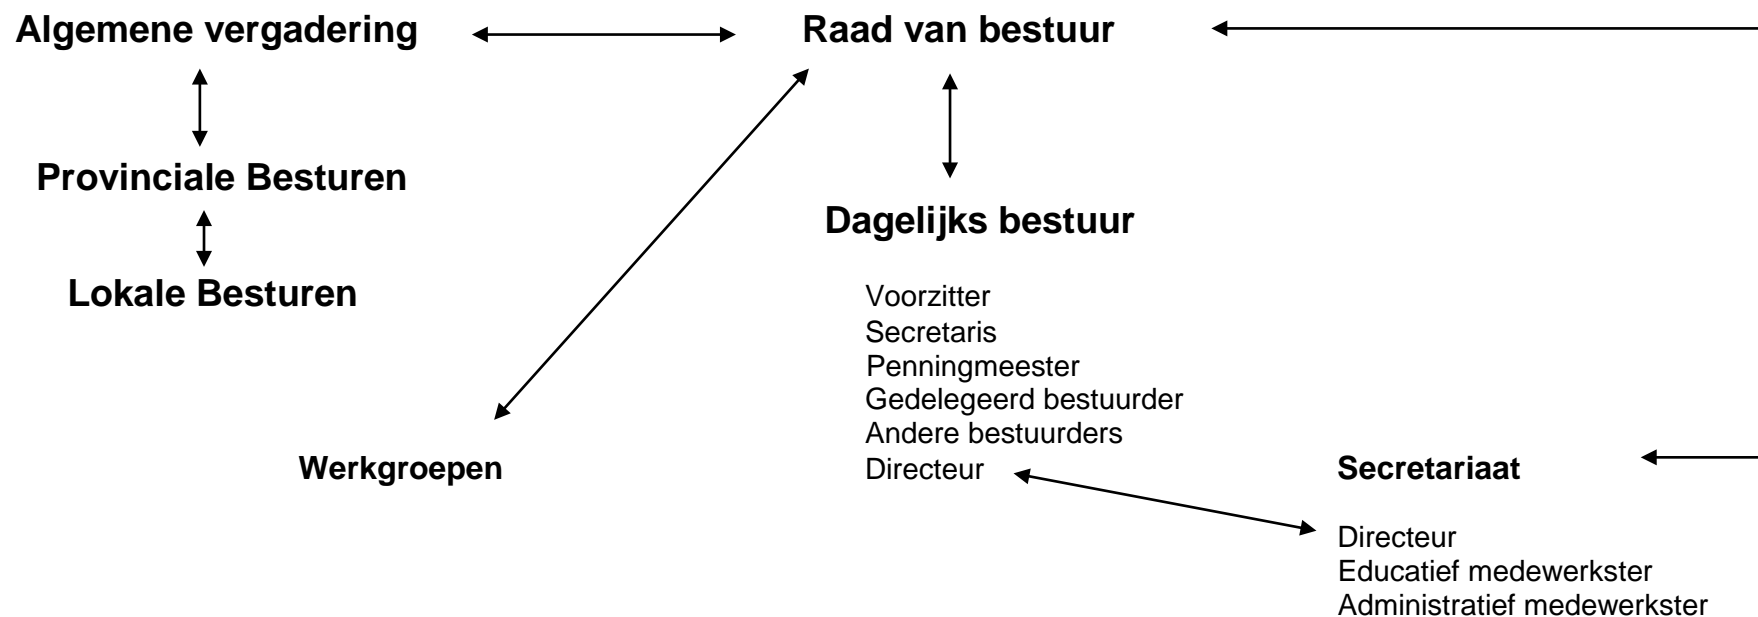 Algemene vergadering
Raad van bestuur
Provinciale Besturen
Dagelijks bestuur
Lokale Besturen
Voorzitter
Secretaris
Penningmeester
Gedelegeerd bestuurder
Andere bestuurders
Directeur
Werkgroepen
Secretariaat
Directeur
Educatief medewerkster
Administratief medewerkster